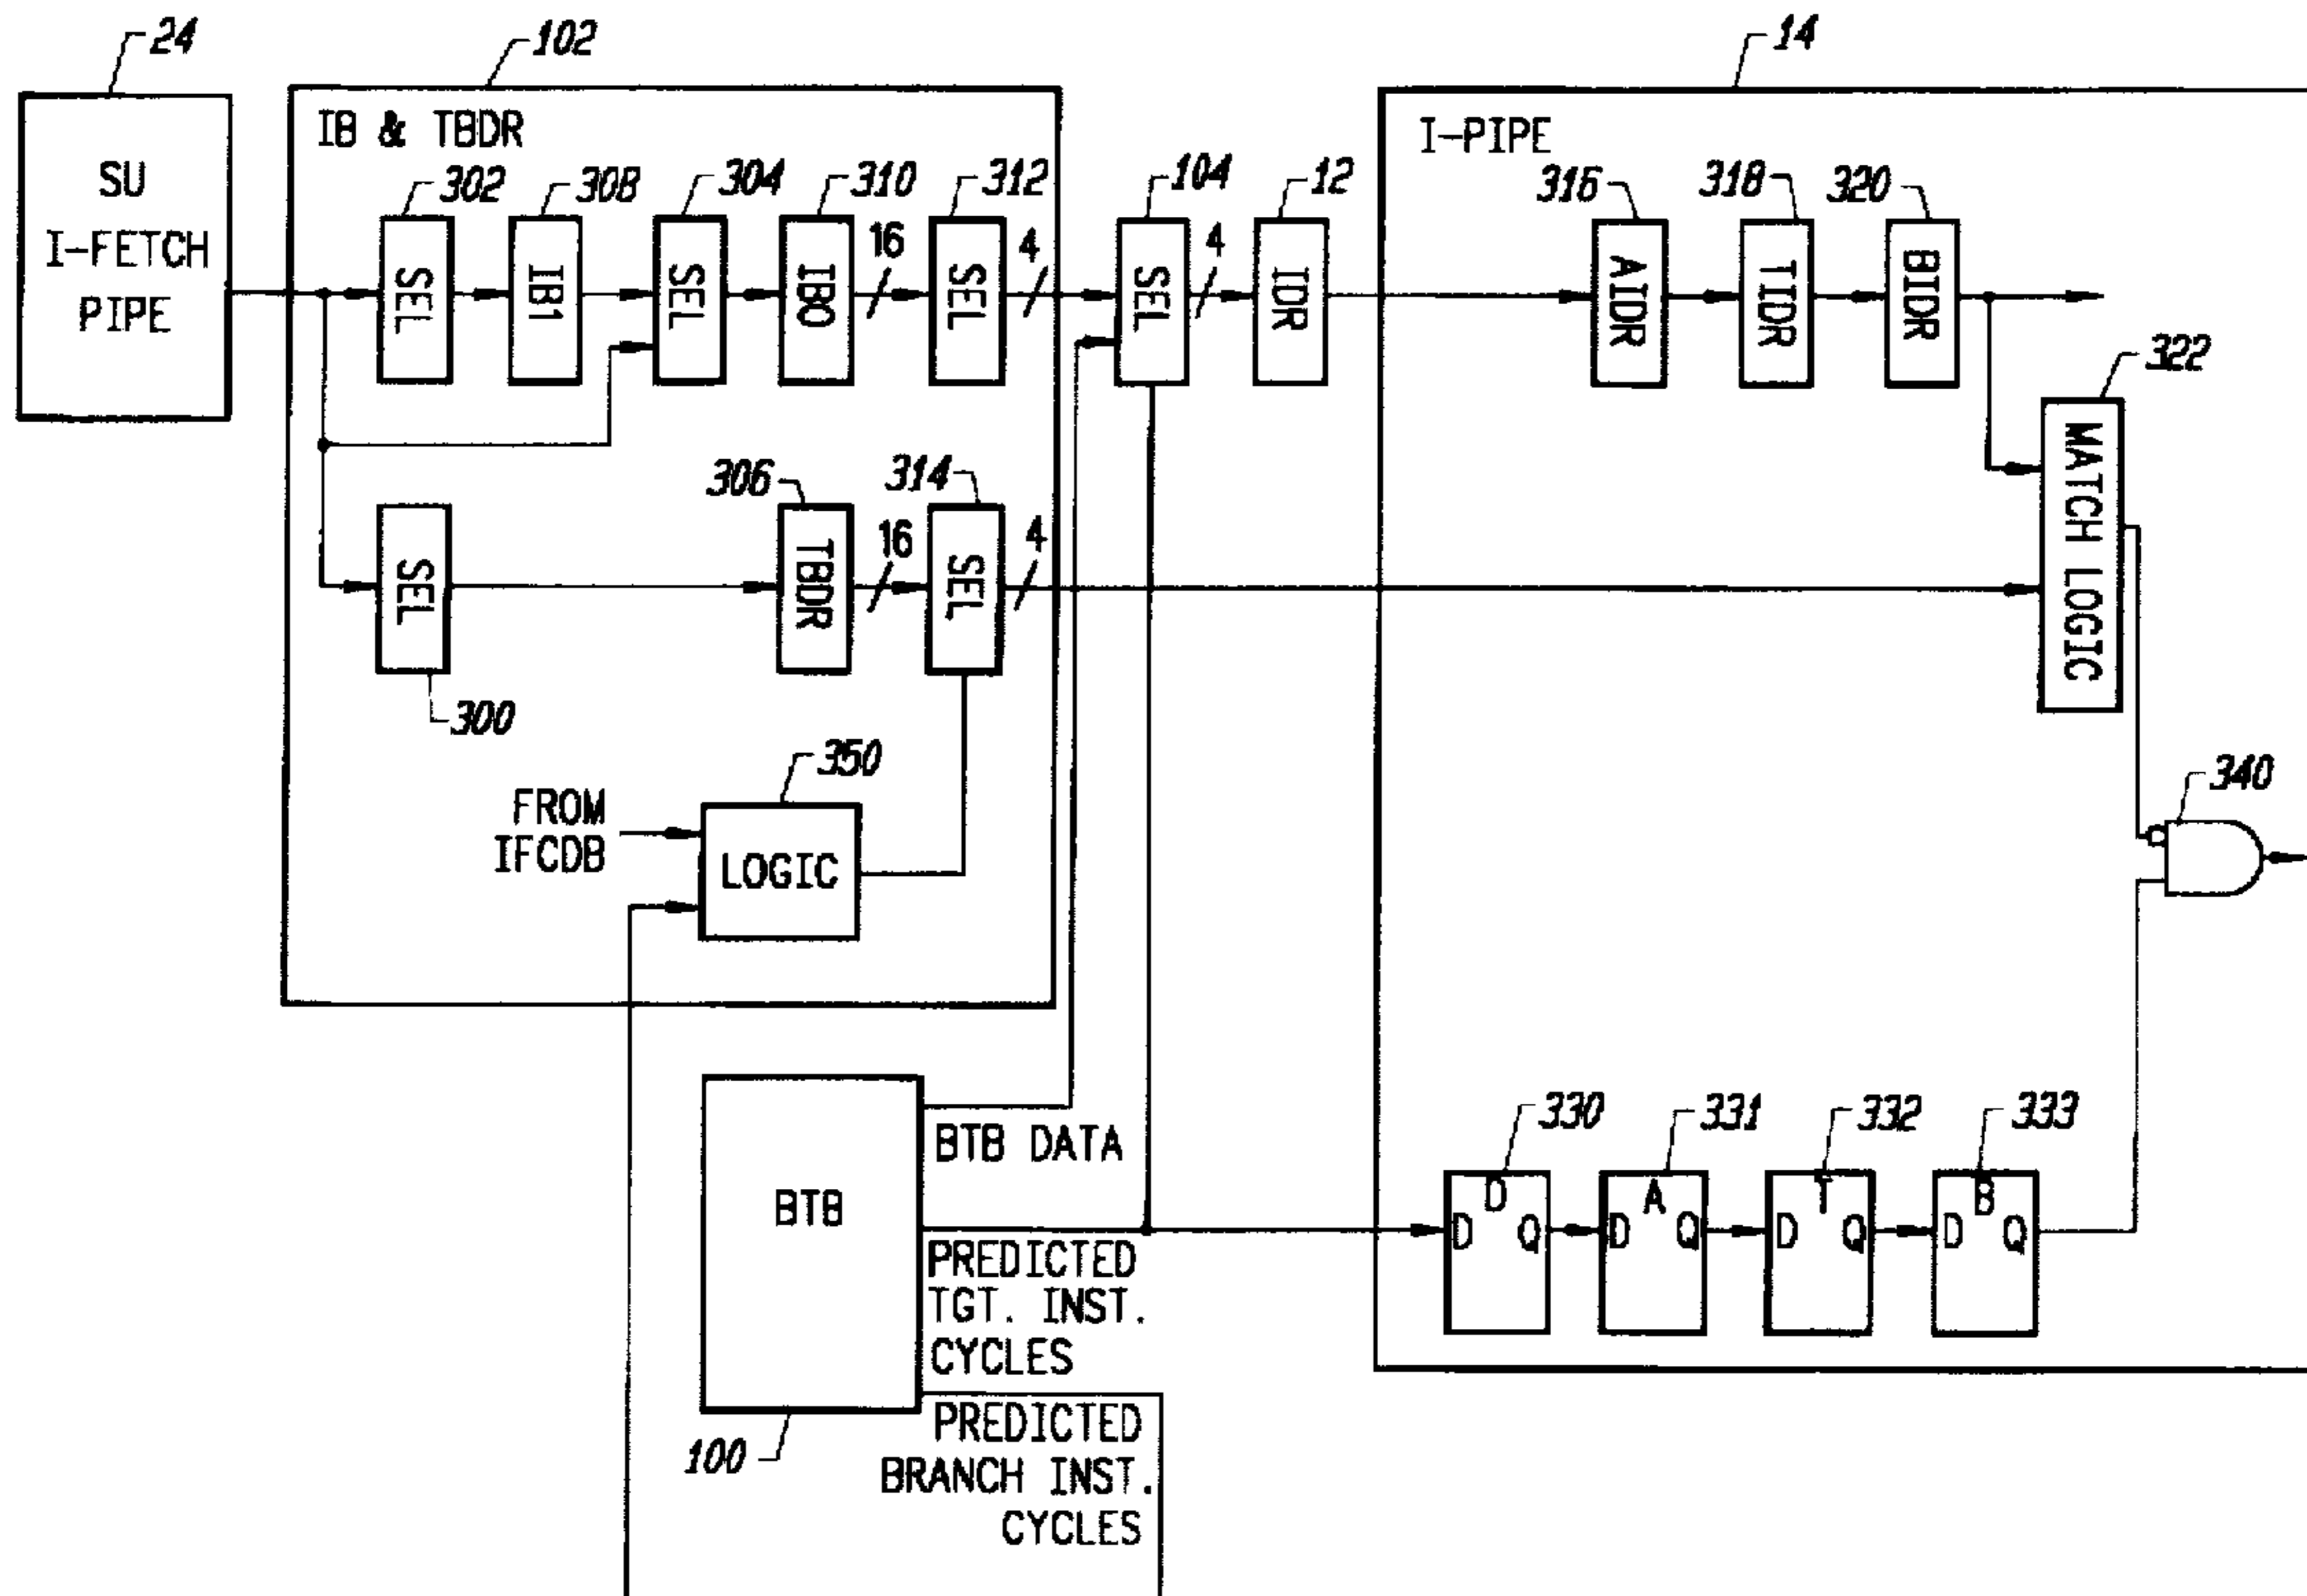 24
102
14
SU
I-FETCH
PIPE
IB & TBDR
302
308
304
310
312
104
12
I-PIPE
316
318
320
SEL
IB1
SEL
IB0
16
SEL
4
SEL
4
IDR
AIDR
TIDR
BIDR
322
MATCH LOGIC
306
314
SEL
TBDR
16
SEL
4
300
350
340
FROM
IFCDB
LOGIC
BTB
BTB DATA
PREDICTED
TGT. INST.
CYCLES
PREDICTED
BRANCH INST.
CYCLES
100
330
331
332
333
D
D Q
A
D Q
T
D Q
B
D Q